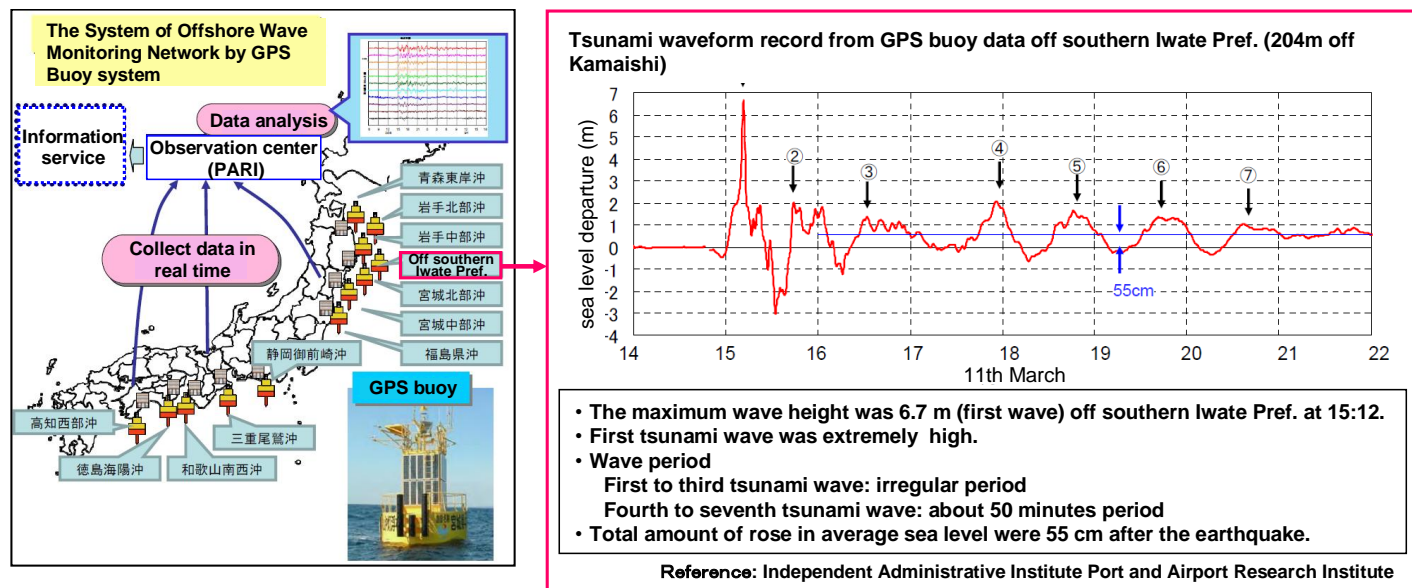 The System of Offshore Wave
Monitoring Network by GPS
Buoy system
Data analysis
Information
service
Observation center
(PARI)
Collect data in
real time
青森東岸沖
岩手北部沖
岩手中部沖
Off southern
Iwate Pref.
宮城北部沖
宮城中部沖
福島県沖
静岡御前崎沖
GPS buoy
高知西部沖
三重尾鷲沖
徳島海陽沖
和歌山南西沖
Tsunami waveform record from GPS buoy data off southern Iwate Pref. (204m off
Kamaishi)
sea level departure (m)
7
6
5
4
3
2
1
0
-1
-2
-3
-4
②
③
④
⑤
⑥
⑦
55cm
14 15 16 17 18 19 20 21 22
11th March
• The maximum wave height was 6.7 m (first wave) off southern Iwate Pref. at 15:12.
• First tsunami wave was extremely high.
• Wave period
First to third tsunami wave: irregular period
Fourth to seventh tsunami wave: about 50 minutes period
• Total amount of rose in average sea level were 55 cm after the earthquake.
Reference: Independent Administrative Institute Port and Airport Research Institute